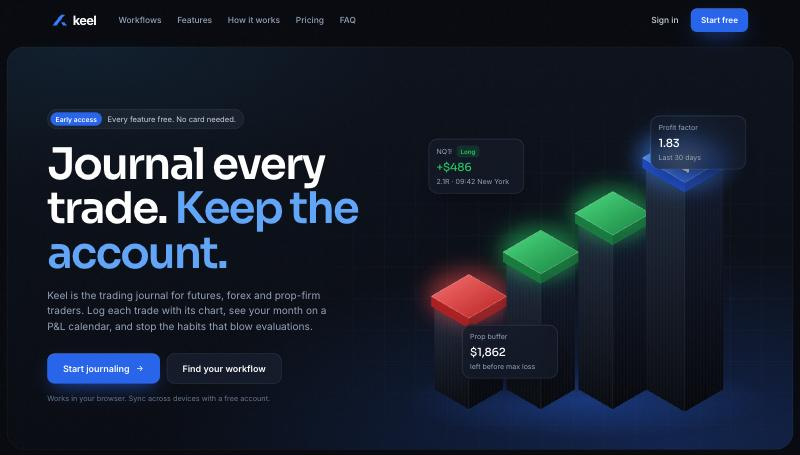 keel
Workflows
Features
How it works
Pricing
FAQ
Sign in
Start free
Early access Every feature free. No card needed.
Journal every
trade. Keep the
account.
Keel is the trading journal for futures, forex and prop-firm
traders. Log each trade with its chart, see your month on a
P&L calendar, and stop the habits that blow evaluations.
Start journaling →
Find your workflow
Works in your browser. Sync across devices with a free account.
NQ1! Long
+$486
2.1R · 09:42 New York
Profit factor
1.83
Last 30 days
Prop buffer
$1,862
left before max loss